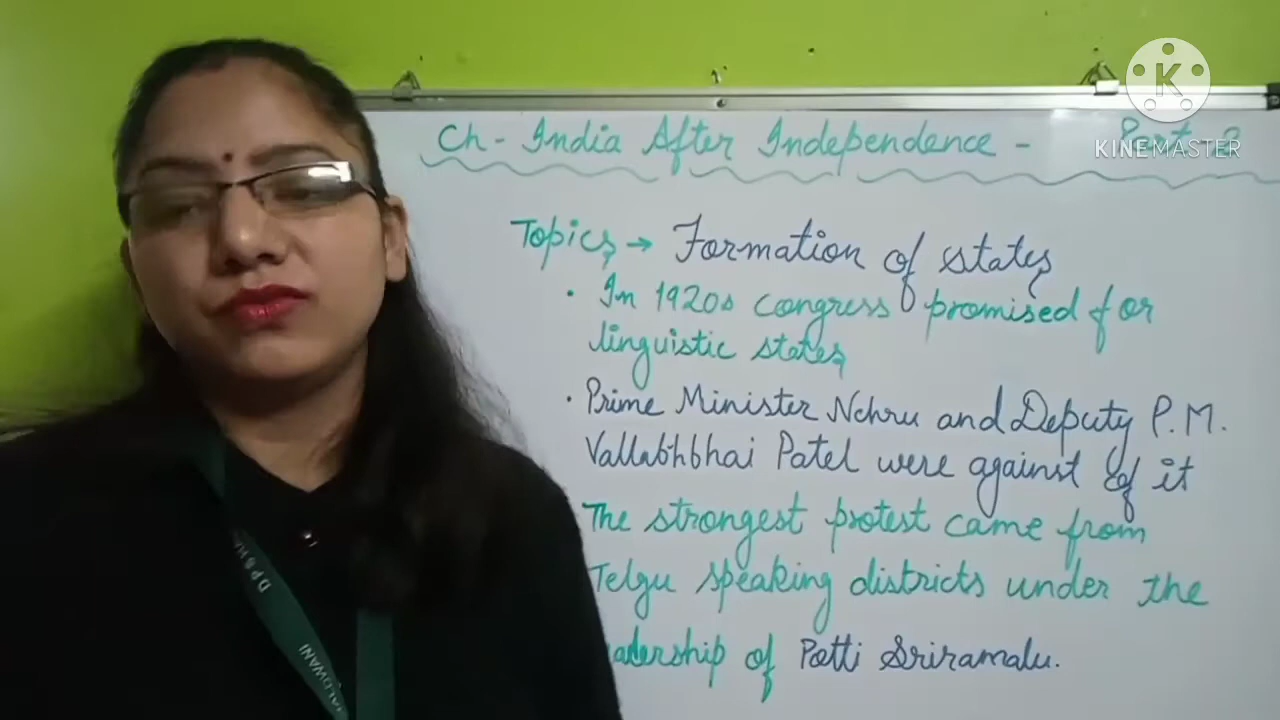 Ch - India After Independence - Part
KINEMASTER
Topics → Formation of states
• In 1920s congress promised for
linguistic states
• Prime Minister Nehru and Deputy P.M.
Vallabhbhai Patel were against of it
The strongest protest came from
Telgu speaking districts under the
eadership of Potti Sriramalu.